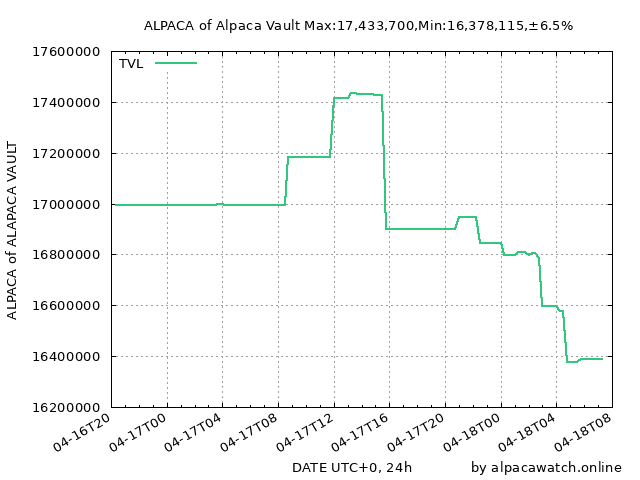 ALPACA of Alpaca Vault Max:17,433,700,Min:16,378,115,±6.5%
17600000
TVL
17400000
17200000
17000000
16800000
16600000
16400000
16200000
ALPACA of ALAPACA VAULT
04-16T20
04-17T00
04-17T04
04-17T08
04-17T12
04-17T16
04-17T20
04-18T00
04-18T04
04-18T08
DATE UTC+0, 24h
by alpacawatch.online